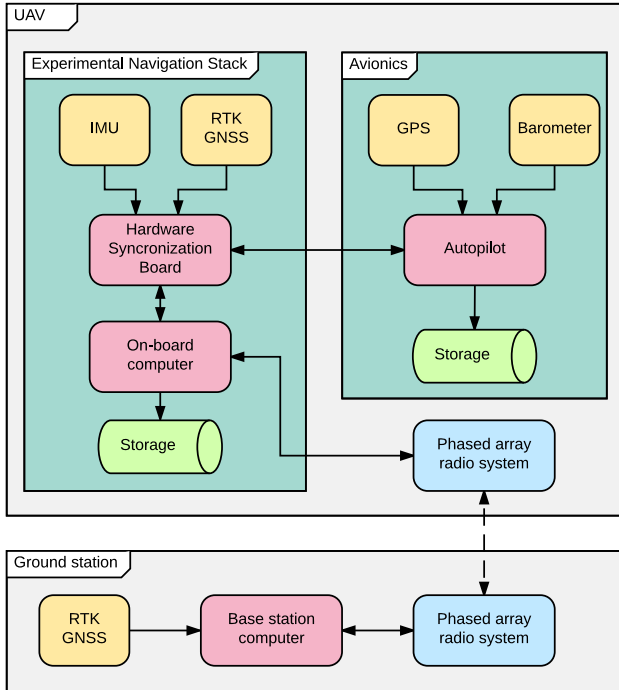 UAV
Experimental Navigation Stack
IMU
RTK
GNSS
Hardware
Syncronization
Board
On-board
computer
Storage
Avionics
GPS
Barometer
Autopilot
Storage
Phased array
radio system
Ground station
RTK
GNSS
Base station
computer
Phased array
radio system